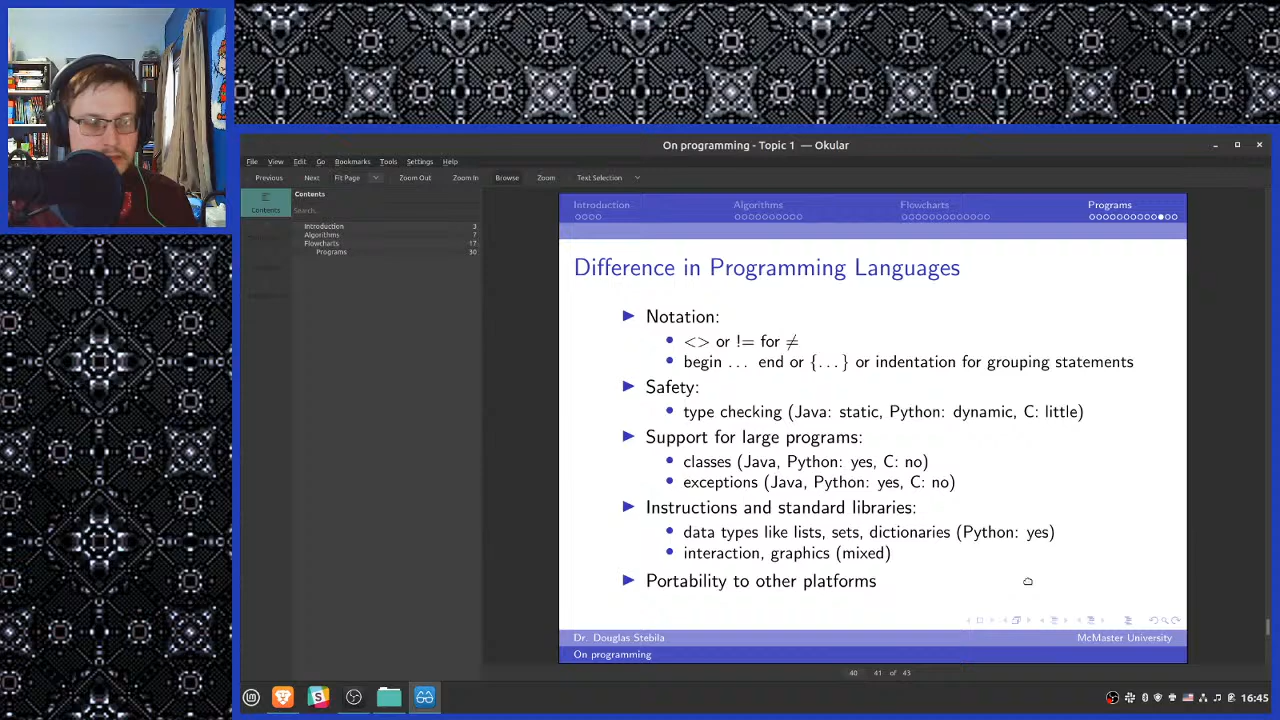 On programming - Topic 1 — Okular
File Edit View Go Bookmarks Tools Settings Help
Previous Next Fit Page Zoom Out Zoom In Browse Zoom Text Selection
Contents
Contents
Search...
Introduction 3
Algorithms 7
Flowcharts 17
Programs 30
Introduction Algorithms Flowcharts Programs
Difference in Programming Languages
Notation:
<> or != for ≠
begin ... end or {...} or indentation for grouping statements
Safety:
type checking (Java: static, Python: dynamic, C: little)
Support for large programs:
classes (Java, Python: yes, C: no)
exceptions (Java, Python: yes, C: no)
Instructions and standard libraries:
data types like lists, sets, dictionaries (Python: yes)
interaction, graphics (mixed)
Portability to other platforms
Dr. Douglas Stebila McMaster University
On programming
40 41 of 43
16:45